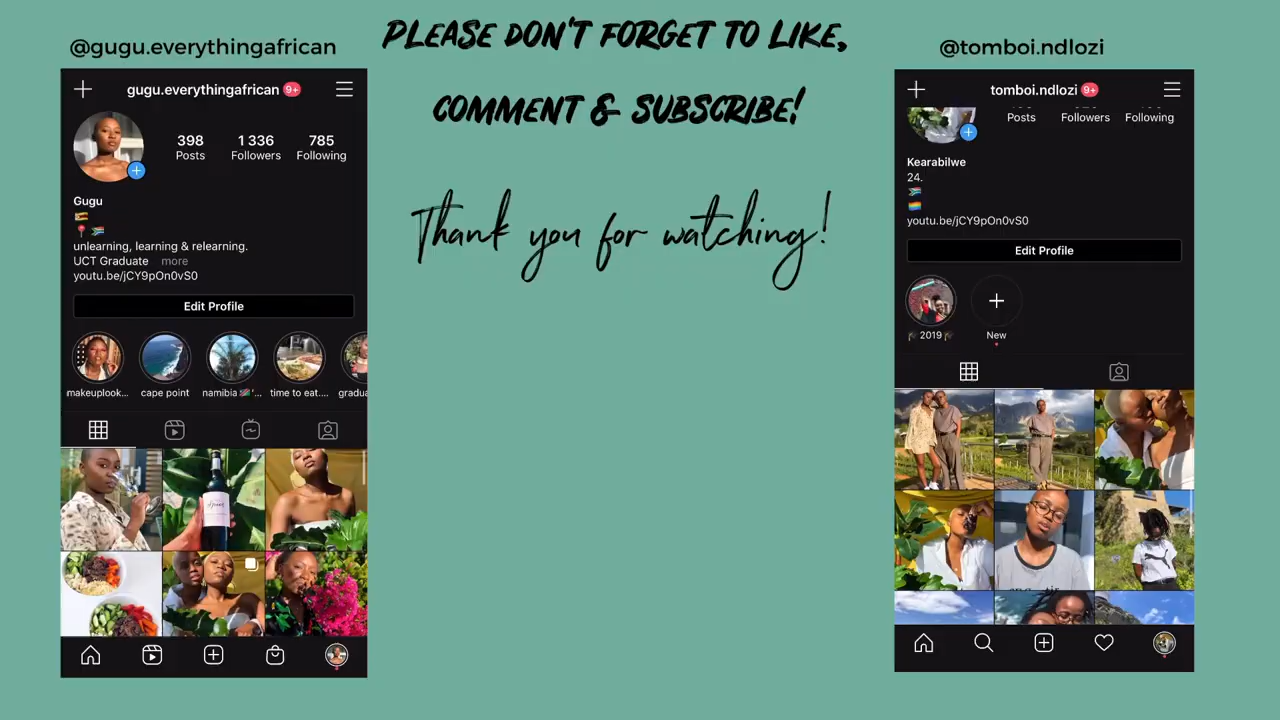 @gugu.everythingafrican
gugu.everythingafrican 9+
398
1 336
785
Posts
Followers
Following
Gugu
unlearning, learning & relearning.
UCT Graduate more
youtu.be/jCY9pOn0vS0
Edit Profile
makeuplook...
cape point
namibia 🇳🇦'...
time to eat....
gradua
PLEASE DON'T FORGET TO LIKE,
COMMENT & SUBSCRIBE!
Thank you for watching!
@tomboi.ndlozi
tomboi.ndlozi 9+
Posts
Followers
Following
Kearabilwe
24.
youtu.be/jCY9pOn0vS0
Edit Profile
🎓2019🎓
New